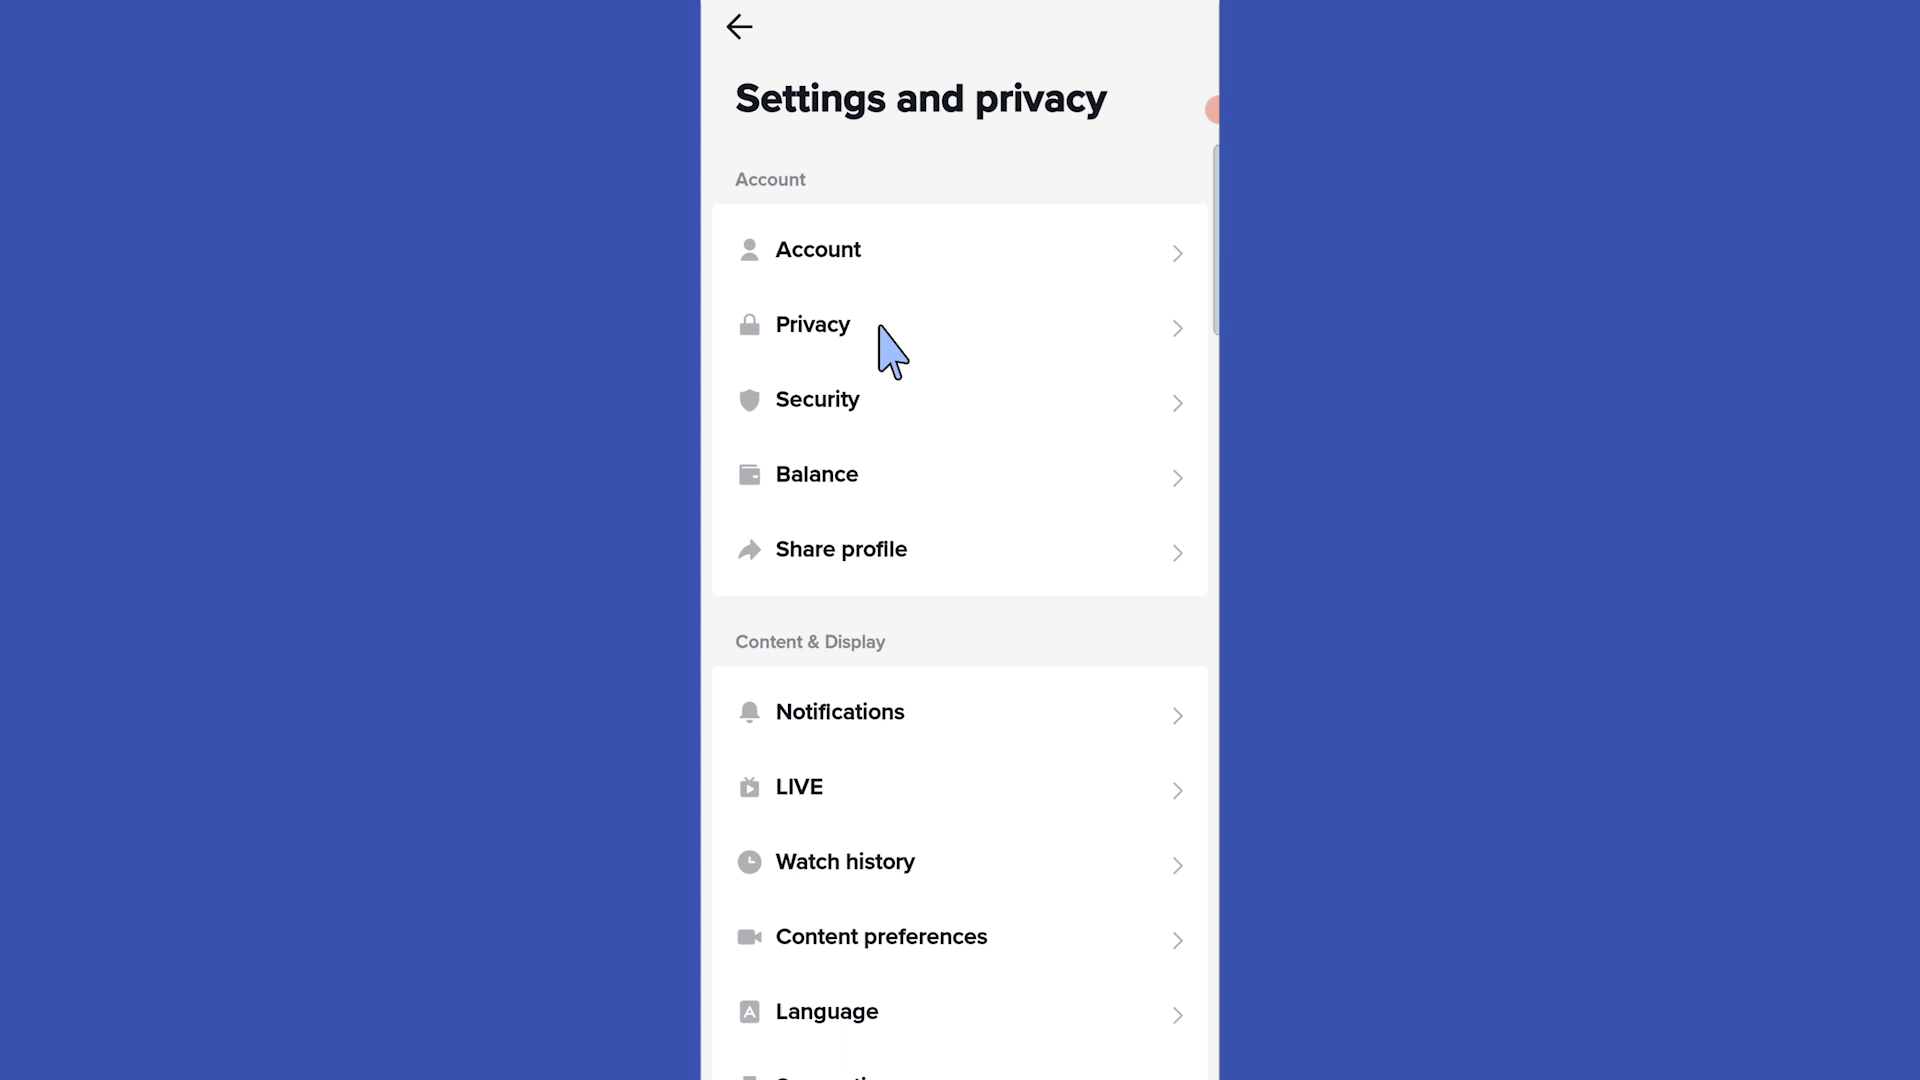 Settings and privacy
Account
Account
Privacy
Security
Balance
Share profile
Content & Display
Notifications
LIVE
Watch history
Content preferences
Language